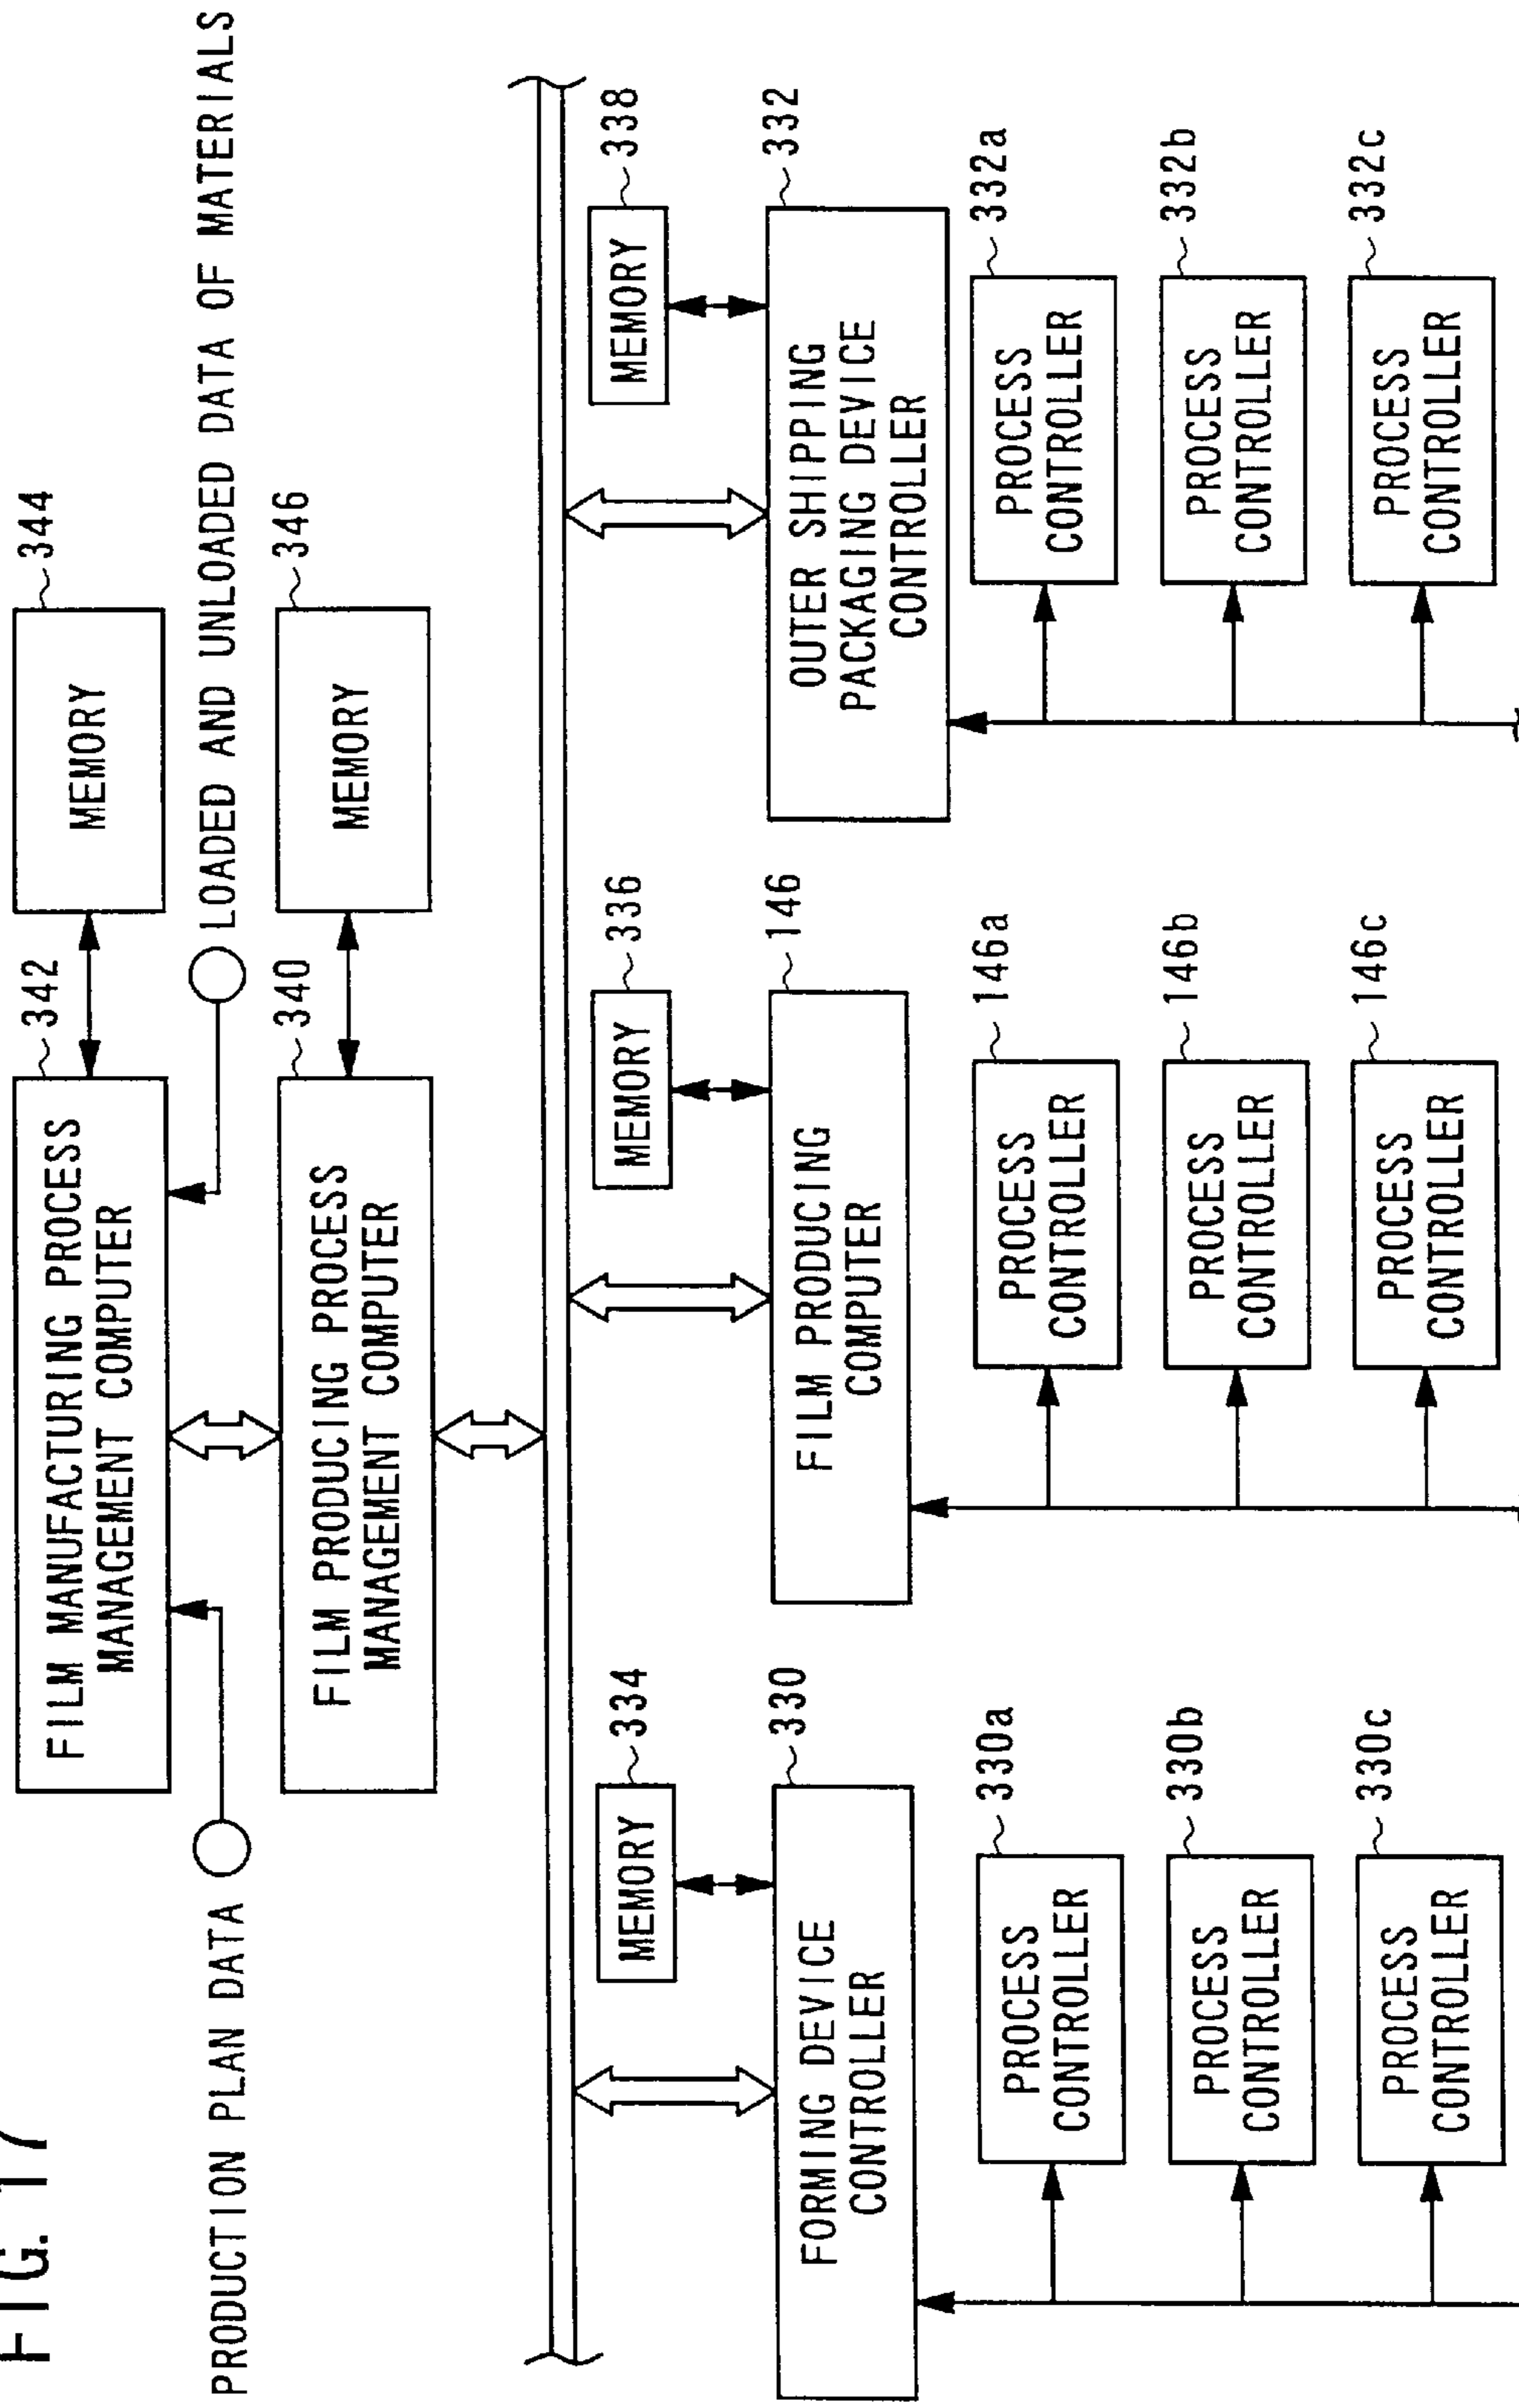 FIG. 17
344
342
MEMORY
FILM MANUFACTURING PROCESS
MANAGEMENT COMPUTER
PRODUCTION PLAN DATA
LOADED AND UNLOADED DATA OF MATERIALS
346
340
MEMORY
FILM PRODUCING PROCESS
MANAGEMENT COMPUTER
334
MEMORY
336
MEMORY
338
MEMORY
330
FORMING DEVICE
CONTROLLER
146
FILM PRODUCING
COMPUTER
332
OUTER SHIPPING
PACKAGING DEVICE
CONTROLLER
330a
PROCESS
CONTROLLER
146a
PROCESS
CONTROLLER
332a
PROCESS
CONTROLLER
330b
PROCESS
CONTROLLER
146b
PROCESS
CONTROLLER
332b
PROCESS
CONTROLLER
330c
PROCESS
CONTROLLER
146c
PROCESS
CONTROLLER
332c
PROCESS
CONTROLLER